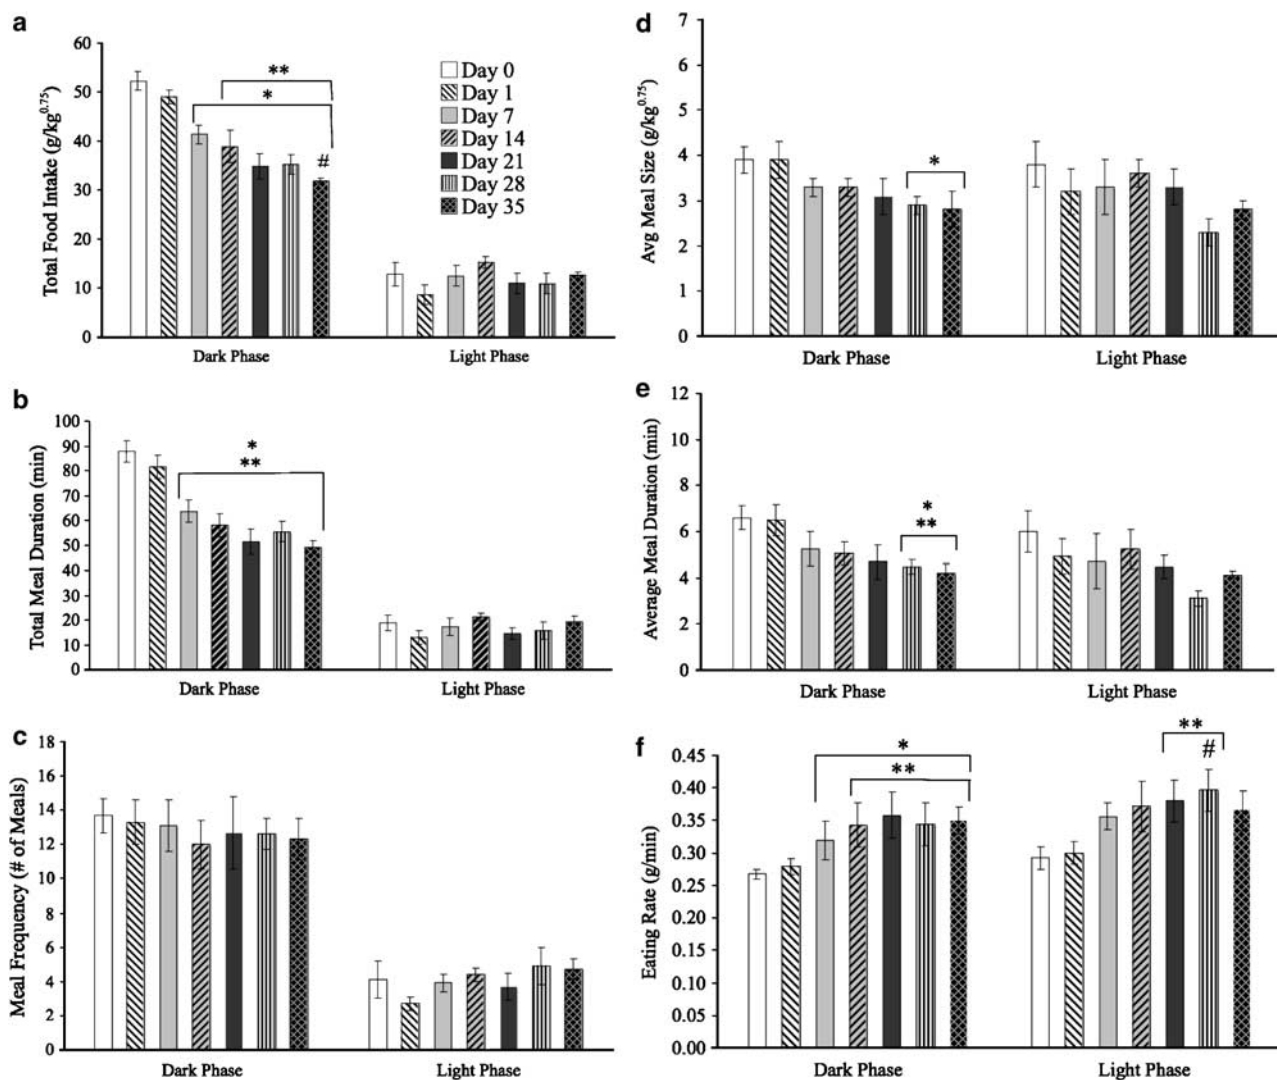 a
Total Food Intake (g/kg^0.75)
60
50
40
30
20
10
0
**
*
#
Day 0
Day 1
Day 7
Day 14
Day 21
Day 28
Day 35
Dark Phase
Light Phase
b
Total Meal Duration (min)
100
90
80
70
60
50
40
30
20
10
0
*
**
Dark Phase
Light Phase
c
Meal Frequency (# of Meals)
18
16
14
12
10
8
6
4
2
0
Dark Phase
Light Phase
d
Avg Meal Size (g/kg^0.75)
7
6
5
4
3
2
1
0
*
Dark Phase
Light Phase
e
Average Meal Duration (min)
12
10
8
6
4
2
0
*
**
Dark Phase
Light Phase
f
Eating Rate (g/min)
0.45
0.40
0.35
0.30
0.25
0.20
0.15
0.10
0.05
0.00
*
**
**
#
Dark Phase
Light Phase